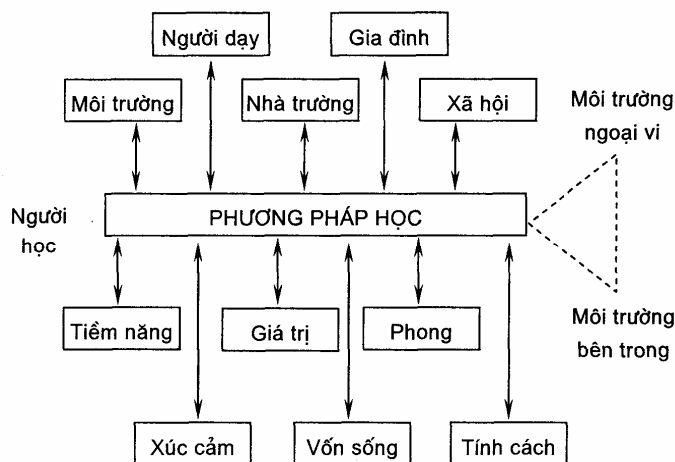 Người dạy
Gia đình
Môi trường
Nhà trường
Xã hội
Môi trường
ngoại vi
Người
học
PHƯƠNG PHÁP HỌC
Tiềm năng
Giá trị
Phong
Môi trường
bên trong
Xúc cảm
Vốn sống
Tính cách